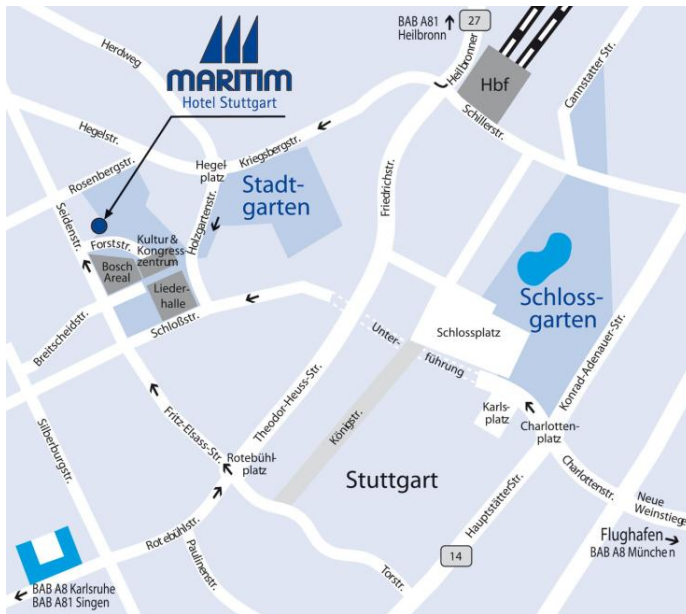 BAB A81
Heilbronn
27
Heilbronner
Hbf
Cannstatter Str.
Herdweg
MARITIM
Hotel Stuttgart
Schillerstr.
Hegelstr.
Hegel-
platz
Kriegsbergstr.
Rosenbergstr.
Stadt-
garten
Friedrichstr.
Seidenstr.
Holzgartenstr.
Forststr.
Kultur &
Kongress-
zentrum
Bosch
Areal
Lieder-
halle
Schloss-
garten
Breitscheidstr.
Schloßstr.
Unter-
führung
Schlossplatz
Konrad-Adenauer-Str.
Theodor-Heuss-Str.
Karls-
platz
Charlotten-
platz
Königstr.
Fritz-Elsass-Str.
Rotebühl-
platz
Silberburgstr.
Stuttgart
Charlottenstr.
Neue
Weinstiege
HauptstätterStr.
Rotebühlstr.
Paulinenstr.
Flughafen
BAB A8 München
14
Torstr.
BAB A8 Karlsruhe
BAB A81 Singen